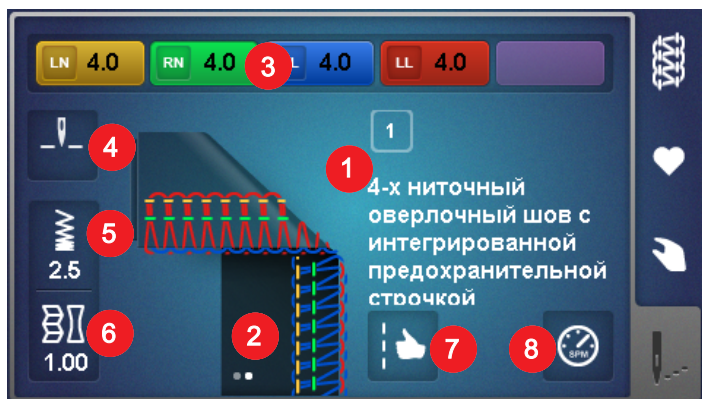 LN 4.0 RN 4.0 L 4.0 LL 4.0
3
4
1
1
4-х ниточный
оверлочный шов с
интегрированной
предохранительной
строчкой
5
2.5
6
1.00
2
7
8
SPM